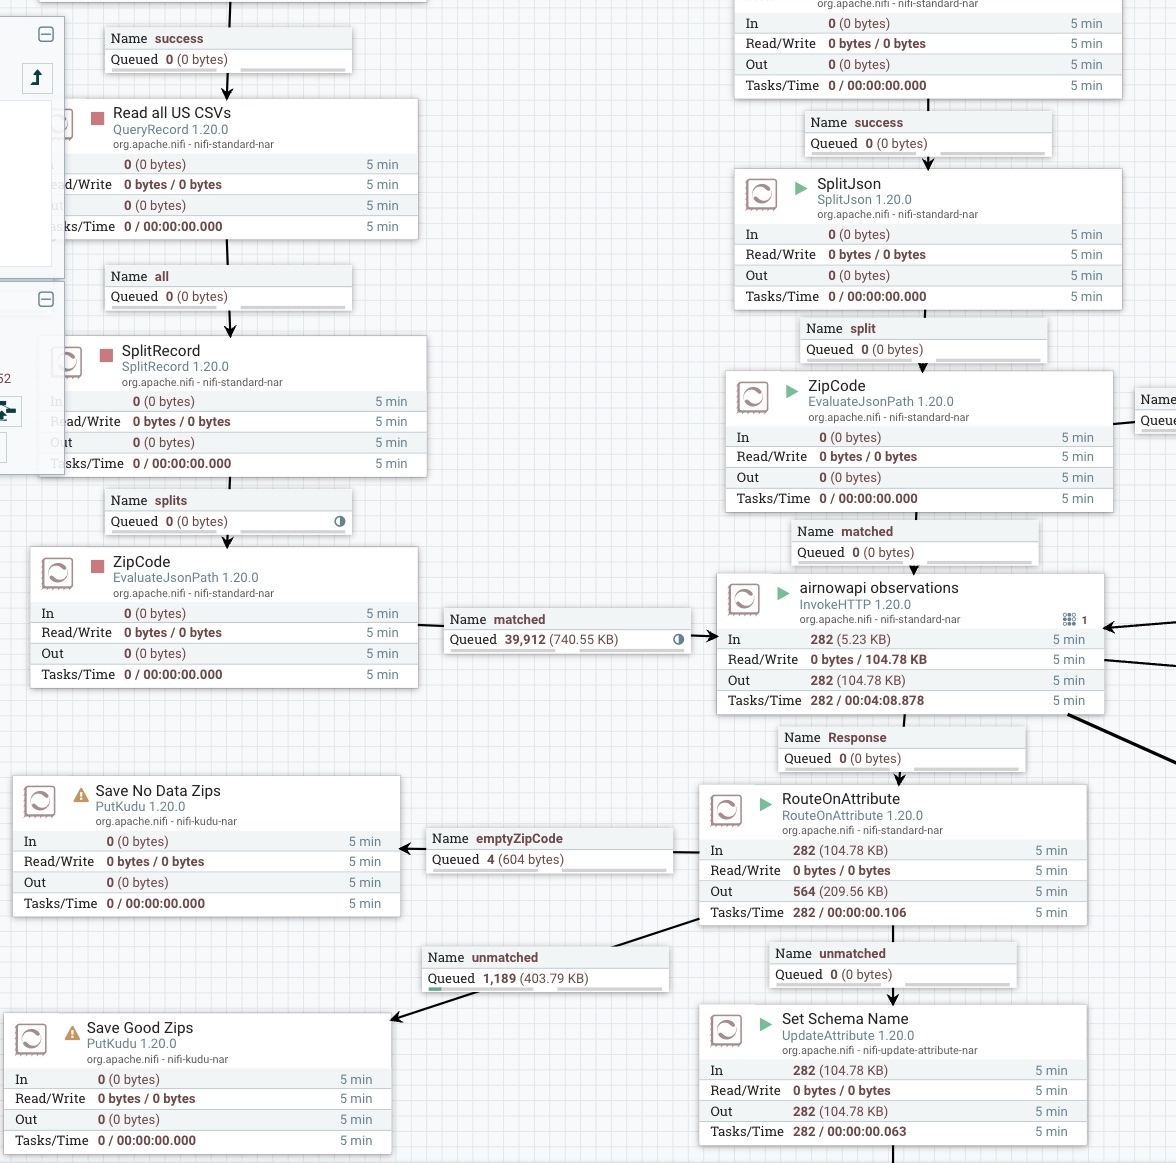 Name success
Queued 0 (0 bytes)
Read all US CSVs
QueryRecord 1.20.0
org.apache.nifi - nifi-standard-nar
0 (0 bytes) 5 min
ad/Write 0 bytes / 0 bytes 5 min
ut 0 (0 bytes) 5 min
sks/Time 0 / 00:00:00.000 5 min
Name all
Queued 0 (0 bytes)
52
SplitRecord
SplitRecord 1.20.0
org.apache.nifi - nifi-standard-nar
In 0 (0 bytes) 5 min
Read/Write 0 bytes / 0 bytes 5 min
Out 0 (0 bytes) 5 min
Tasks/Time 0 / 00:00:00.000 5 min
Name splits
Queued 0 (0 bytes)
ZipCode
EvaluateJsonPath 1.20.0
org.apache.nifi - nifi-standard-nar
In 0 (0 bytes) 5 min
Read/Write 0 bytes / 0 bytes 5 min
Out 0 (0 bytes) 5 min
Tasks/Time 0 / 00:00:00.000 5 min
Name matched
Queued 39,912 (740.55 KB)
org.apache.nifi - nifi-standard-nar
In 0 (0 bytes) 5 min
Read/Write 0 bytes / 0 bytes 5 min
Out 0 (0 bytes) 5 min
Tasks/Time 0 / 00:00:00.000 5 min
Name success
Queued 0 (0 bytes)
SplitJson
SplitJson 1.20.0
org.apache.nifi - nifi-standard-nar
In 0 (0 bytes) 5 min
Read/Write 0 bytes / 0 bytes 5 min
Out 0 (0 bytes) 5 min
Tasks/Time 0 / 00:00:00.000 5 min
Name split
Queued 0 (0 bytes)
ZipCode
EvaluateJsonPath 1.20.0
org.apache.nifi - nifi-standard-nar
In 0 (0 bytes) 5 min
Read/Write 0 bytes / 0 bytes 5 min
Out 0 (0 bytes) 5 min
Tasks/Time 0 / 00:00:00.000 5 min
Name
Queue
Name matched
Queued 0 (0 bytes)
airnowapi observations
InvokeHTTP 1.20.0
org.apache.nifi - nifi-standard-nar
1
In 282 (5.23 KB) 5 min
Read/Write 0 bytes / 104.78 KB 5 min
Out 282 (104.78 KB) 5 min
Tasks/Time 282 / 00:04:08.878 5 min
Name Response
Queued 0 (0 bytes)
RouteOnAttribute
RouteOnAttribute 1.20.0
org.apache.nifi - nifi-standard-nar
In 282 (104.78 KB) 5 min
Read/Write 0 bytes / 0 bytes 5 min
Out 564 (209.56 KB) 5 min
Tasks/Time 282 / 00:00:00.106 5 min
Name emptyZipCode
Queued 4 (604 bytes)
Save No Data Zips
PutKudu 1.20.0
org.apache.nifi - nifi-kudu-nar
In 0 (0 bytes) 5 min
Read/Write 0 bytes / 0 bytes 5 min
Out 0 (0 bytes) 5 min
Tasks/Time 0 / 00:00:00.000 5 min
Name unmatched
Queued 1,189 (403.79 KB)
Save Good Zips
PutKudu 1.20.0
org.apache.nifi - nifi-kudu-nar
In 0 (0 bytes) 5 min
Read/Write 0 bytes / 0 bytes 5 min
Out 0 (0 bytes) 5 min
Tasks/Time 0 / 00:00:00.000 5 min
Name unmatched
Queued 0 (0 bytes)
Set Schema Name
UpdateAttribute 1.20.0
org.apache.nifi - nifi-update-attribute-nar
In 282 (104.78 KB) 5 min
Read/Write 0 bytes / 0 bytes 5 min
Out 282 (104.78 KB) 5 min
Tasks/Time 282 / 00:00:00.063 5 min